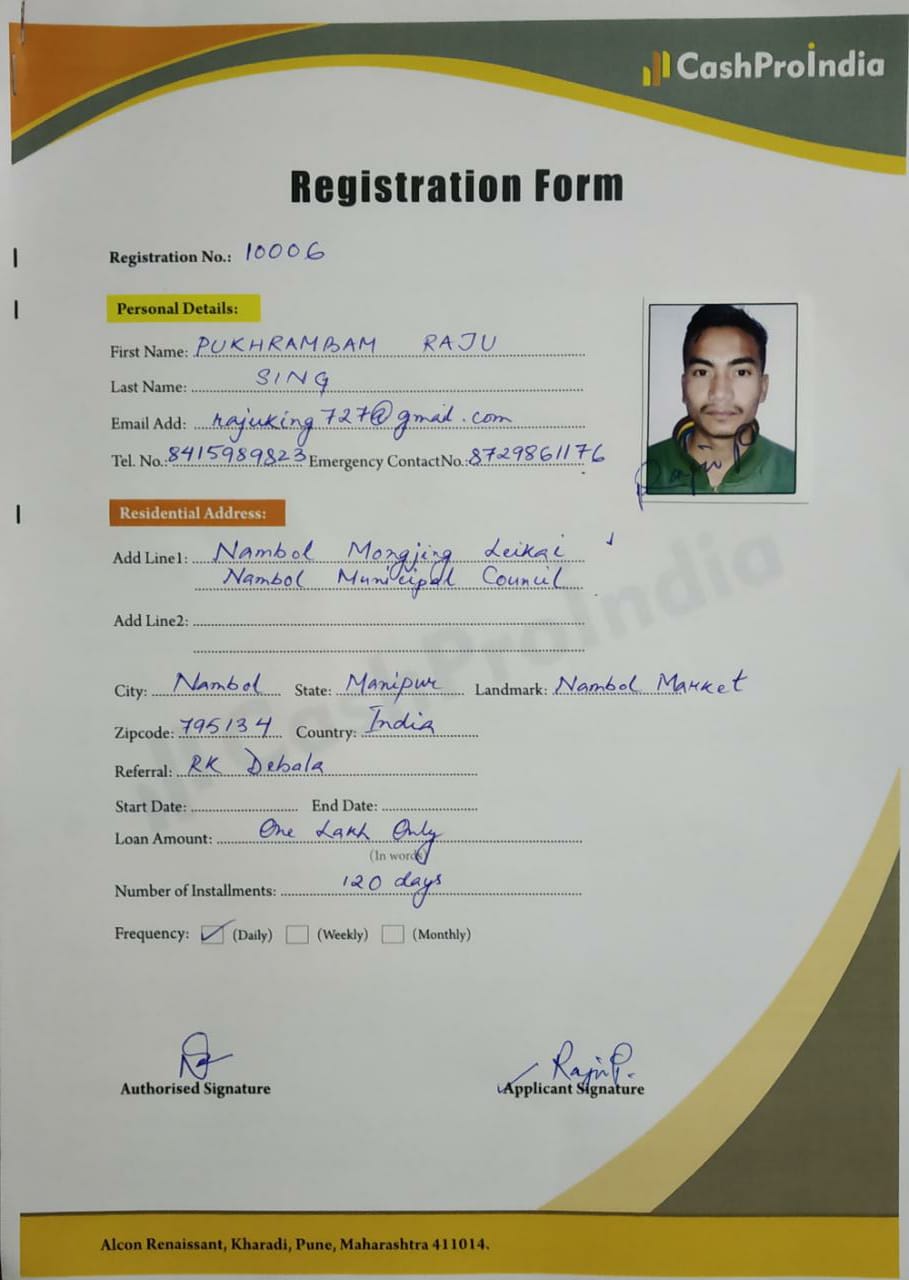 CashProIndia
Registration Form
Registration No.: 10006
Personal Details:
First Name: PUKHRAMBAM RAJU
Last Name: SING
Email Add: rajuking727@gmail.com
Tel. No.: 8415989823 Emergency ContactNo.: 8729861176
Raju P
Residential Address:
Add Line1: Nambol Mongjing Leikai
Nambol Municipal Council
Add Line2:
CashProIndia
City: Nambol State: Manipur Landmark: Nambol Market
Zipcode: 795134 Country: India
Referral: RK Debala
Start Date: End Date:
Loan Amount: One Lakh Only
(In words)
Number of Installments: 120 days
Frequency: (Daily) (Weekly) (Monthly)
Raju P.
Authorised Signature Applicant Signature
Alcon Renaissant, Kharadi, Pune, Maharashtra 411014.